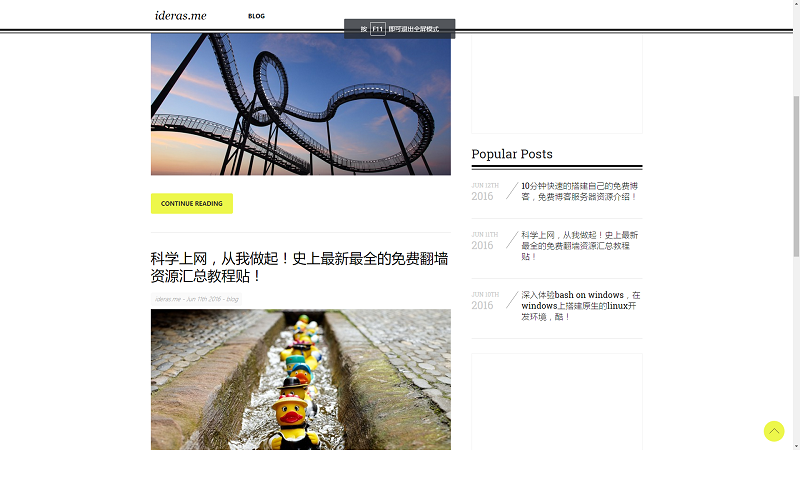 ideras.me
BLOG
按 F11 即可退出全屏模式
CONTINUE READING
科学上网，从我做起！史上最新最全的免费翻墙
资源汇总教程贴！
ideras.me - Jun 11th 2016 - blog
Popular Posts
JUN 12TH
2016
10分钟快速的搭建自己的免费博
客，免费博客服务器资源介绍！
JUN 11TH
2016
科学上网，从我做起！史上最新
最全的免费翻墙资源汇总教程
贴！
JUN 10TH
2016
深入体验bash on windows，在
windows上搭建原生的linux开
发环境，酷！